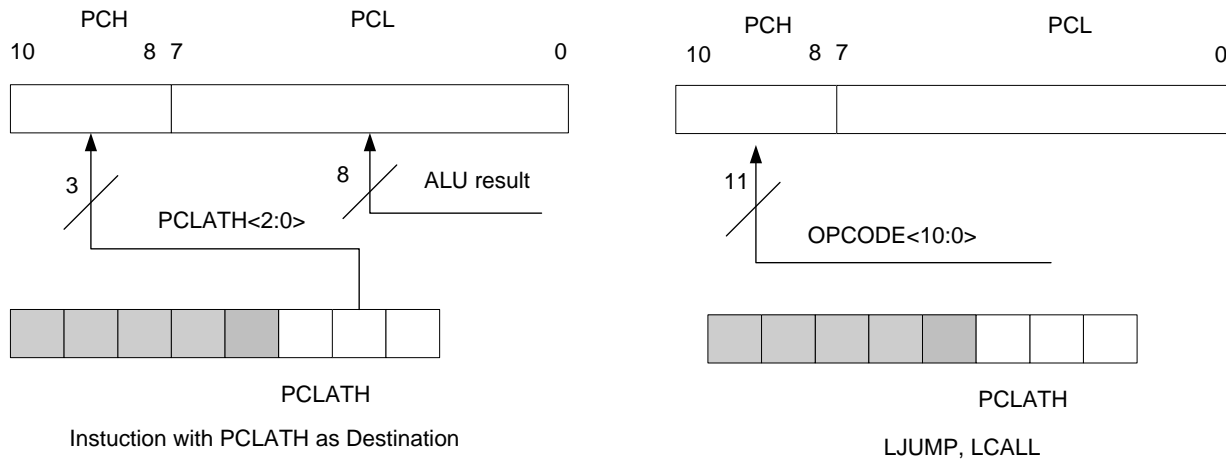 PCH PCL
10 8 7 0
3
8
ALU result
PCLATH<2:0>
PCLATH
Instuction with PCLATH as Destination
PCH PCL
10 8 7 0
11
OPCODE<10:0>
PCLATH
LJUMP, LCALL